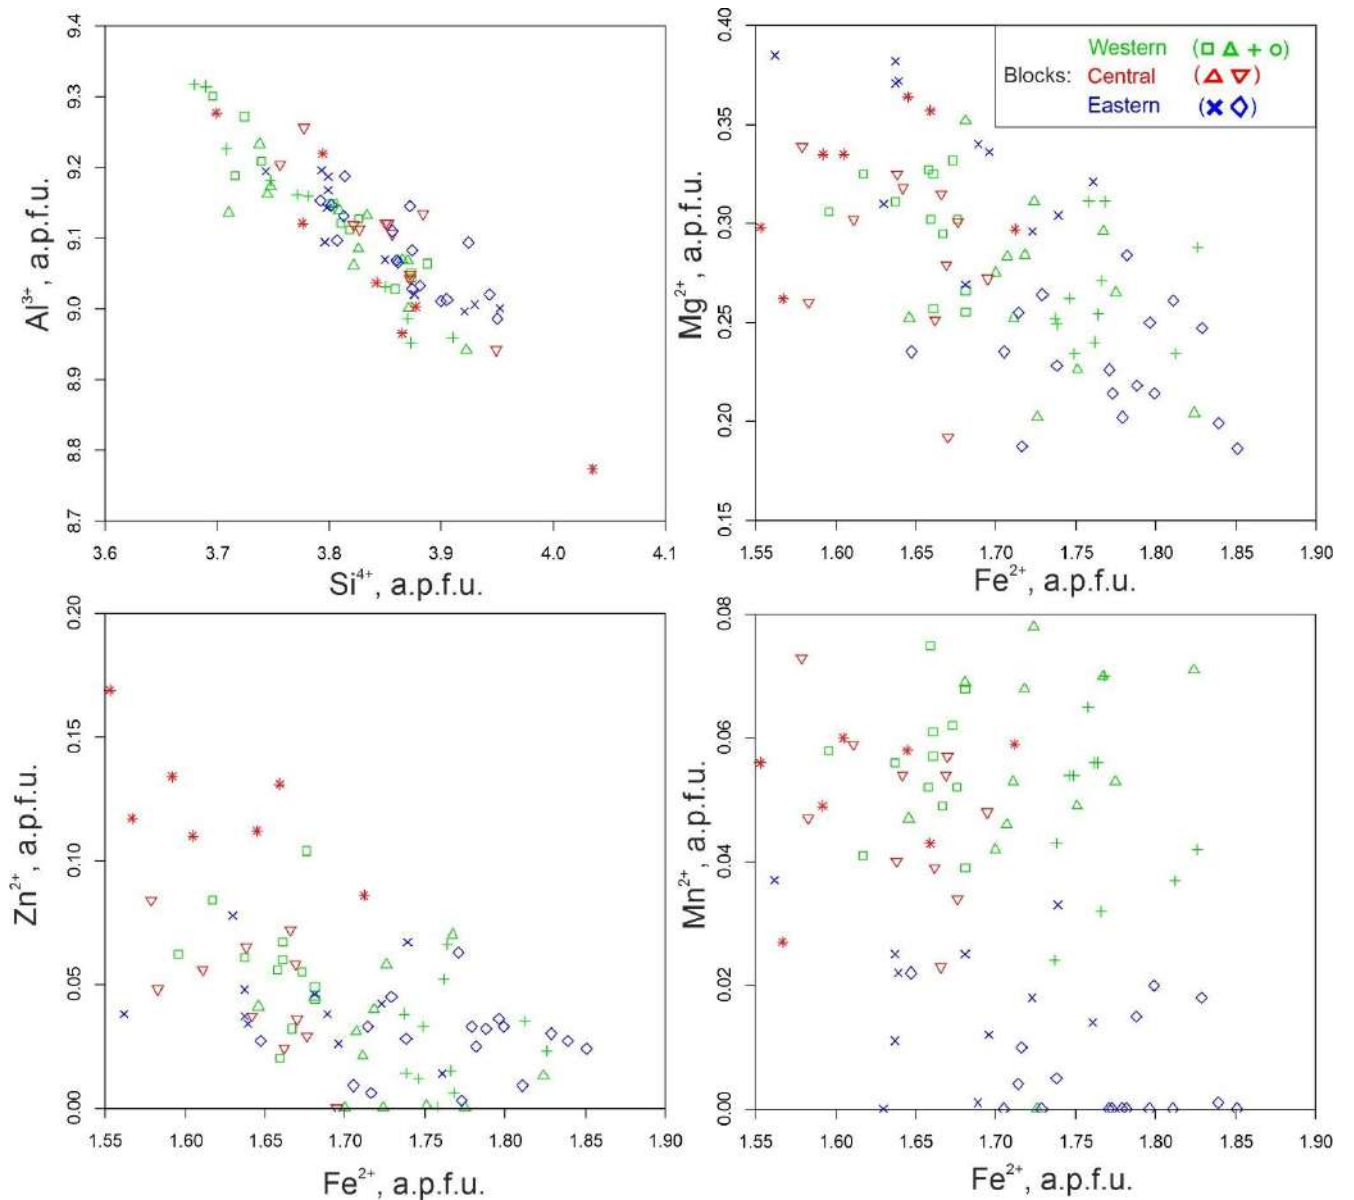 9.4
9.3
9.2
9.1
9.0
8.9
8.8
8.7
Al³⁺, a.p.f.u.
3.6 3.7 3.8 3.9 4.0 4.1
Si⁴⁺, a.p.f.u.
0.40
0.35
0.30
0.25
0.20
0.15
Mg²⁺, a.p.f.u.
Western
Blocks: Central
Eastern
1.55 1.60 1.65 1.70 1.75 1.80 1.85 1.90
Fe²⁺, a.p.f.u.
0.20
0.15
0.10
0.05
0.00
Zn²⁺, a.p.f.u.
1.55 1.60 1.65 1.70 1.75 1.80 1.85 1.90
Fe²⁺, a.p.f.u.
0.08
0.06
0.04
0.02
0.00
Mn²⁺, a.p.f.u.
1.55 1.60 1.65 1.70 1.75 1.80 1.85 1.90
Fe²⁺, a.p.f.u.